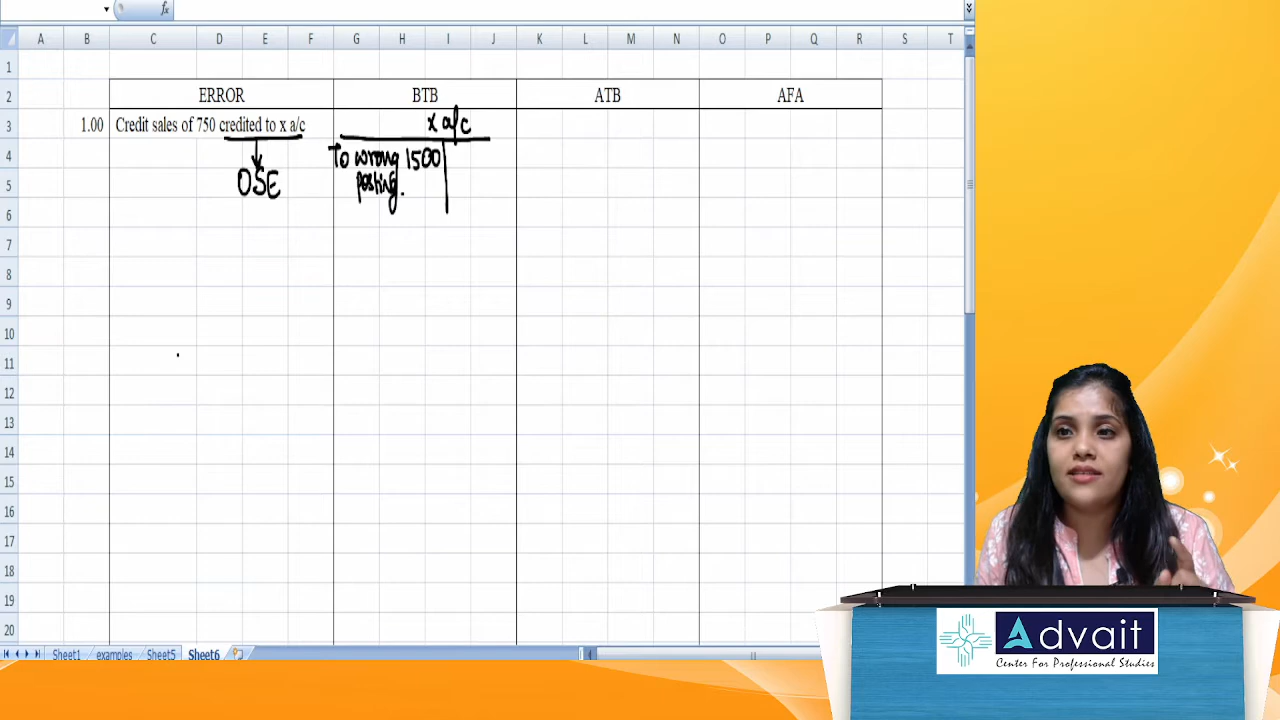 fx
A B C D E F G H I J K L M N O P Q R S T
1
2 ERROR BTB ATB AFA
3 1.00 Credit sales of 750 credited to x a/c x a/c
4 To wrong 1500
5 OSE posting.
6
7
8
9
10
11
12
13
14
15
16
17
18
19
20
Sheet1 examples Sheet5 Sheet6
Advait
Center For Professional Studies